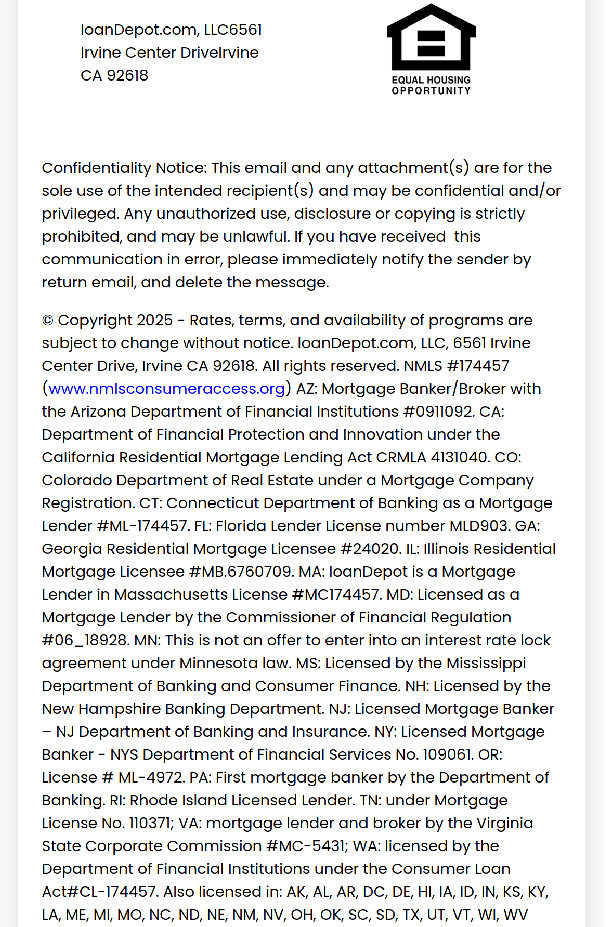 loanDepot.com, LLC6561
Irvine Center DriveIrvine
CA 92618
EQUAL HOUSING
OPPORTUNITY
Confidentiality Notice: This email and any attachment(s) are for the
sole use of the intended recipient(s) and may be confidential and/or
privileged. Any unauthorized use, disclosure or copying is strictly
prohibited, and may be unlawful. If you have received  this
communication in error, please immediately notify the sender by
return email, and delete the message.
© Copyright 2025 - Rates, terms, and availability of programs are
subject to change without notice. loanDepot.com, LLC, 6561 Irvine
Center Drive, Irvine CA 92618. All rights reserved. NMLS #174457
(www.nmlsconsumeraccess.org) AZ: Mortgage Banker/Broker with
the Arizona Department of Financial Institutions #0911092. CA:
Department of Financial Protection and Innovation under the
California Residential Mortgage Lending Act CRMLA 4131040. CO:
Colorado Department of Real Estate under a Mortgage Company
Registration. CT: Connecticut Department of Banking as a Mortgage
Lender #ML-174457. FL: Florida Lender License number MLD903. GA:
Georgia Residential Mortgage Licensee #24020. IL: Illinois Residential
Mortgage Licensee #MB.6760709. MA: loanDepot is a Mortgage
Lender in Massachusetts License #MC174457. MD: Licensed as a
Mortgage Lender by the Commissioner of Financial Regulation
#06_18928. MN: This is not an offer to enter into an interest rate lock
agreement under Minnesota law. MS: Licensed by the Mississippi
Department of Banking and Consumer Finance. NH: Licensed by the
New Hampshire Banking Department. NJ: Licensed Mortgage Banker
– NJ Department of Banking and Insurance. NY: Licensed Mortgage
Banker - NYS Department of Financial Services No. 109061. OR:
License # ML-4972. PA: First mortgage banker by the Department of
Banking. RI: Rhode Island Licensed Lender. TN: under Mortgage
License No. 110371; VA: mortgage lender and broker by the Virginia
State Corporate Commission #MC-5431; WA: licensed by the
Department of Financial Institutions under the Consumer Loan
Act#CL-174457. Also licensed in: AK, AL, AR, DC, DE, HI, IA, ID, IN, KS, KY,
LA, ME, MI, MO, NC, ND, NE, NM, NV, OH, OK, SC, SD, TX, UT, VT, WI, WV